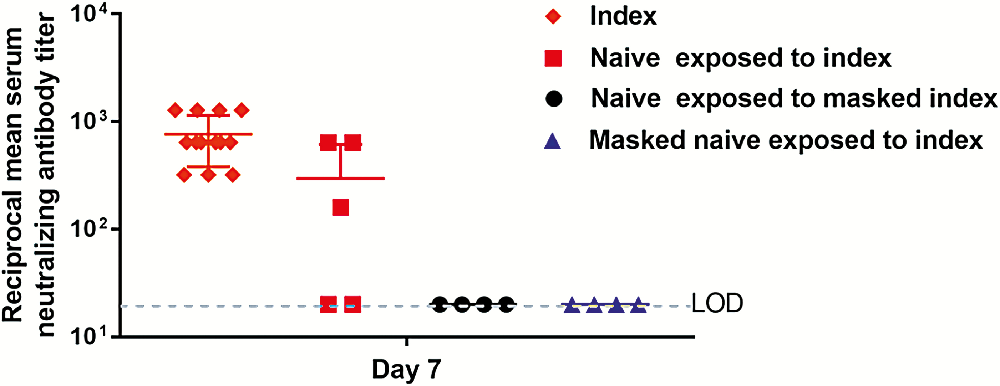 Reciprocal mean serum
neutralizing antibody titer
10⁴
10³
10²
10¹
Index
Naive exposed to index
Naive exposed to masked index
Masked naive exposed to index
LOD
Day 7